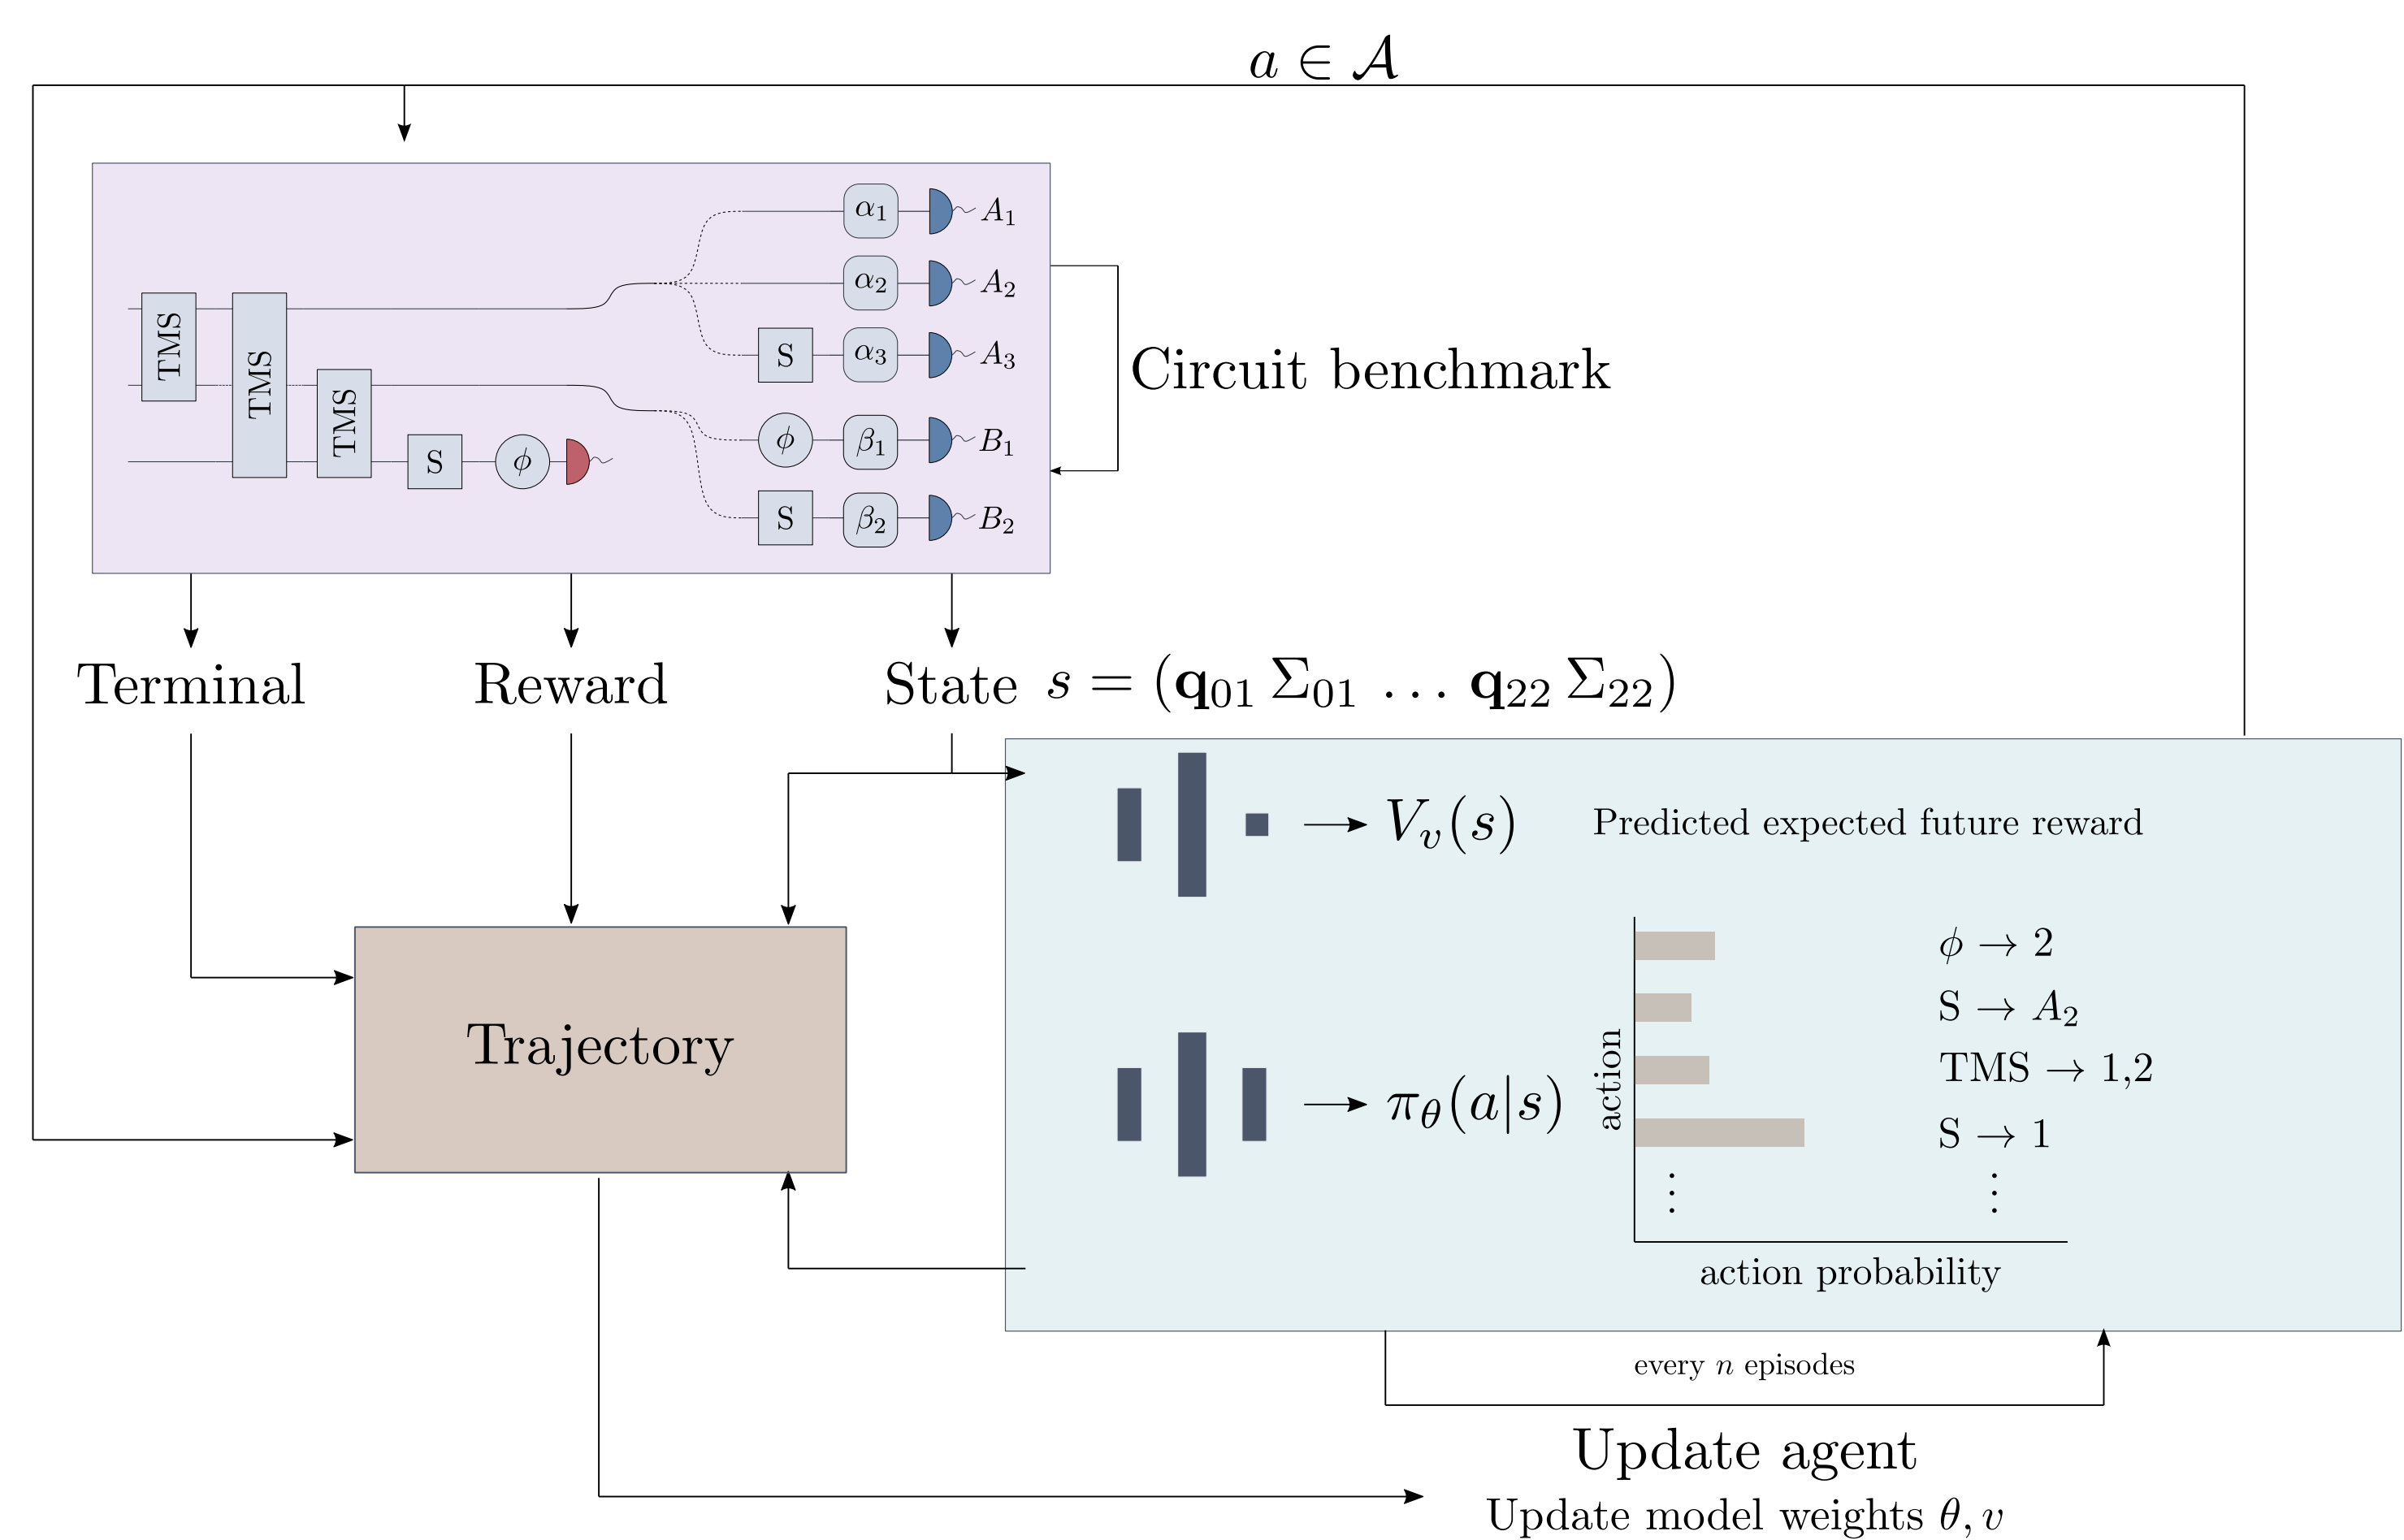 a ∈ 𝒜
α₁ A₁
α₂ A₂
TMS
TMS
S α₃ A₃
TMS
Circuit benchmark
ϕ β₁ B₁
S ϕ
S β₂ B₂
Terminal
Reward
State s = (𝐪₀₁ Σ₀₁ … 𝐪₂₂ Σ₂₂)
V_v(s) Predicted expected future reward
Trajectory
π_θ(a|s)
action
ϕ → 2
S → A₂
TMS → 1,2
S → 1
⋮ ⋮
action probability
every n episodes
Update agent
Update model weights θ, v